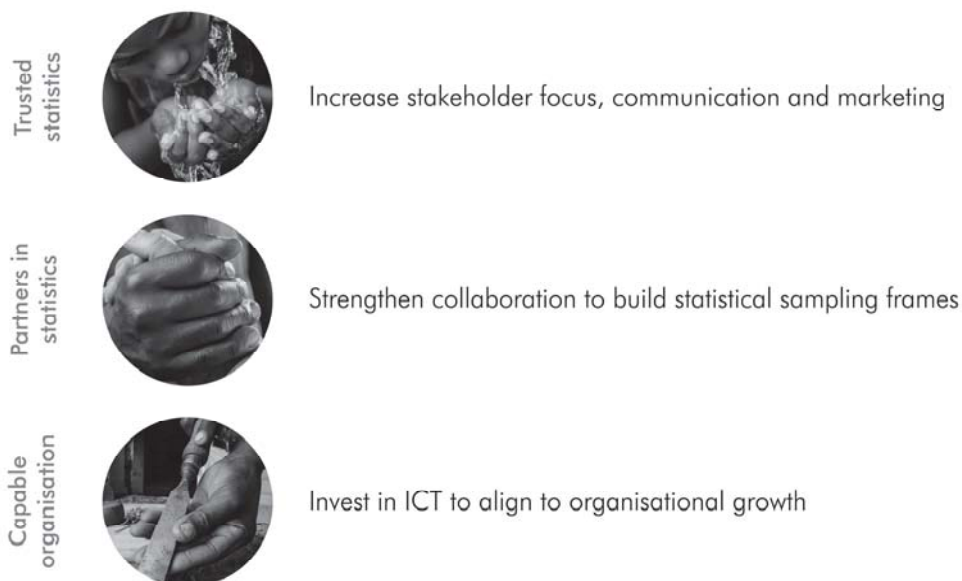 Trusted
statistics
Increase stakeholder focus, communication and marketing
Partners in
statistics
Strengthen collaboration to build statistical sampling frames
Capable
organisation
Invest in ICT to align to organisational growth